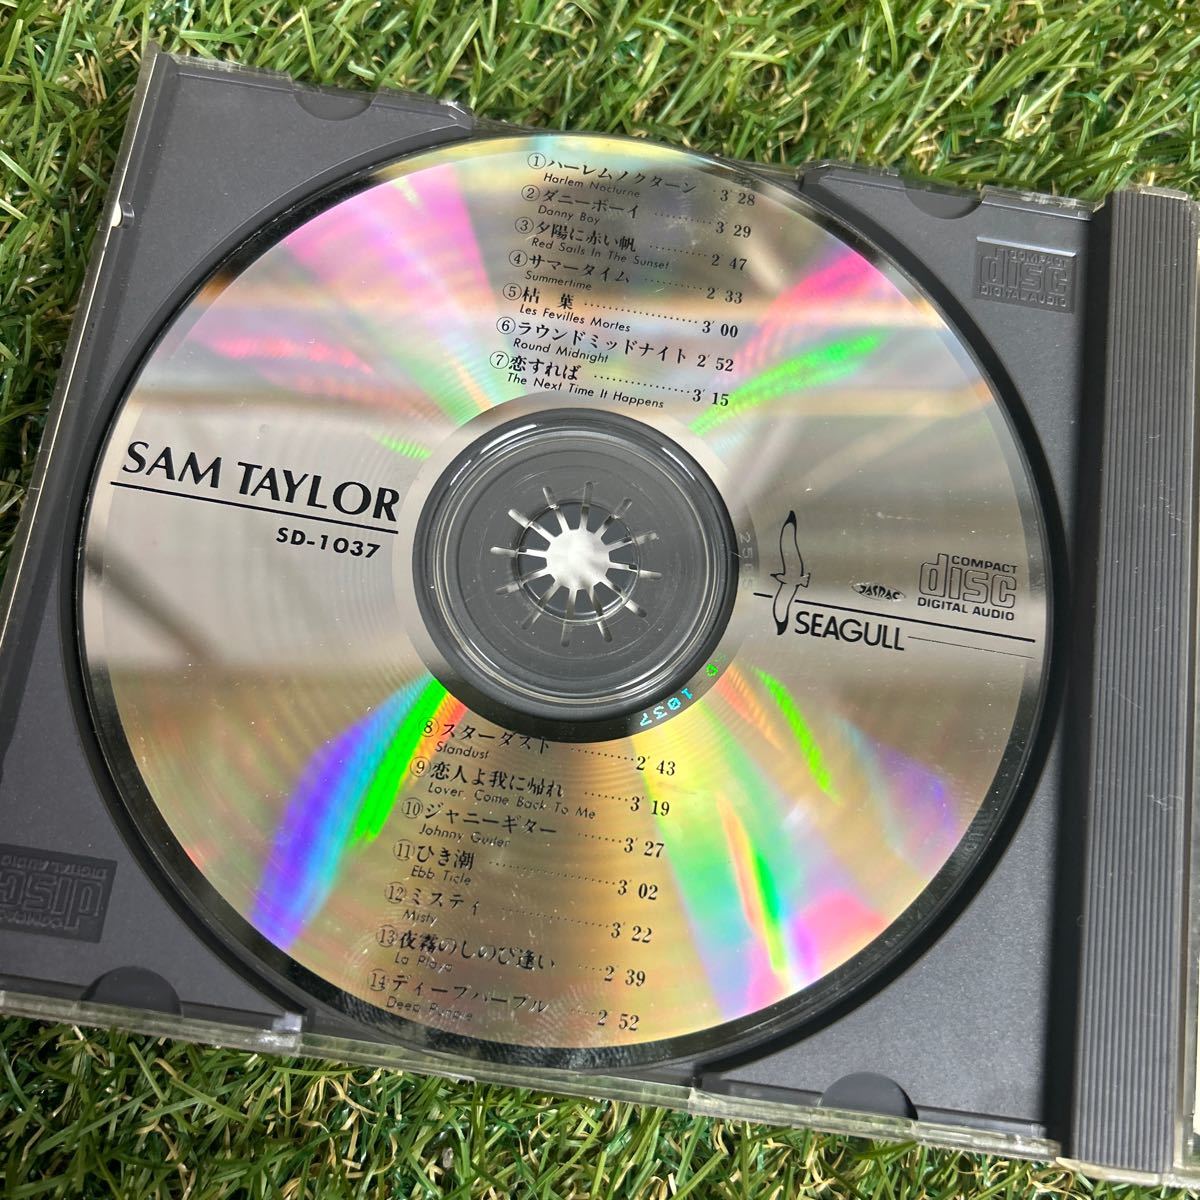 ①ハーレムノクターン ‥3′28
Harlem Nocturne
②ダニーボーイ ‥‥‥‥‥3′29
Danny Boy
③夕陽に赤い帆 ‥‥‥‥‥2′47
Red Sails In The Sunset
④サマータイム ‥‥‥‥‥2′33
Summertime
⑤枯　葉 ‥‥‥‥‥‥‥‥3′00
Les Fevilles Mortes
⑥ラウンドミッドナイト 2′52
Round Midnight
⑦恋すれば ‥‥‥‥‥‥‥3′15
The Next Time It Happens
SAM TAYLOR
SD-1037
SEAGULL
JASRAC
COMPACT
disc
DIGITAL AUDIO
COMPACT
disc
DIGITAL AUDIO
1037
⑧スターダスト ‥‥‥‥‥2′43
Standust
⑨恋人よ我に帰れ ‥‥‥‥3′19
Lover, Come Back To Me
⑩ジャニーギター ‥‥‥‥3′27
Johnny Guiter
⑪ひき潮 ‥‥‥‥‥‥‥‥3′02
Ebb Ticle
⑫ミスティ ‥‥‥‥‥‥‥3′22
Misty
⑬夜霧のしのび逢い ‥‥2′39
La Playa
⑭ディープパープル ‥‥2′52
Deep Purple
COMPACT
disc
DIGITAL AUDIO